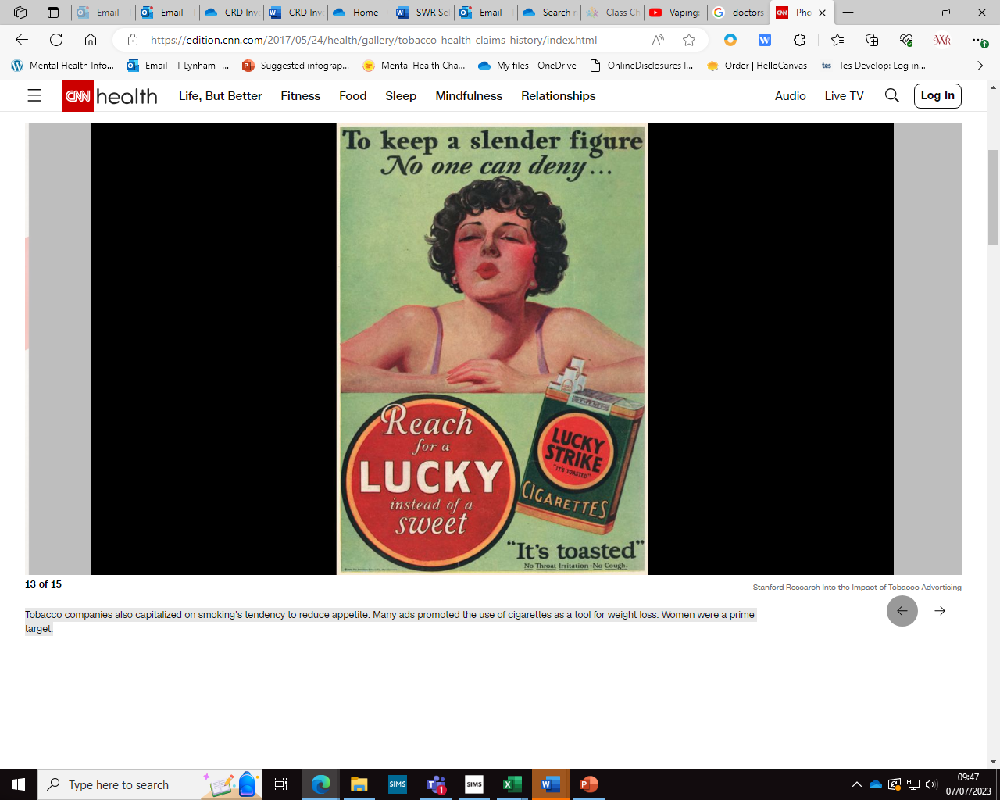 Email - T
Email - T
CRD Inve
CRD Inve
Home -
SWR Sel
Email - T
Search r
Class Ch
Vaping:
doctors
Pho
https://edition.cnn.com/2017/05/24/health/gallery/tobacco-health-claims-history/index.html
Mental Health Info...
Email - T Lynham -...
Suggested infograp...
Mental Health Cha...
My files - OneDrive
OnlineDisclosures I...
Order | HelloCanvas
tes
Tes Develop: Log in...
CNN health
Life, But Better
Fitness
Food
Sleep
Mindfulness
Relationships
Audio
Live TV
Log In
To keep a slender figure
No one can deny...
Reach
for a
LUCKY
instead of a
sweet
LUCKY
STRIKE
"IT'S TOASTED"
CIGARETTES
"It's toasted"
No Throat Irritation-No Cough.
13 of 15
Stanford Research Into the Impact of Tobacco Advertising
Tobacco companies also capitalized on smoking's tendency to reduce appetite. Many ads promoted the use of cigarettes as a tool for weight loss. Women were a prime
target.
Type here to search
SIMS
1
SIMS
09:47
07/07/2023